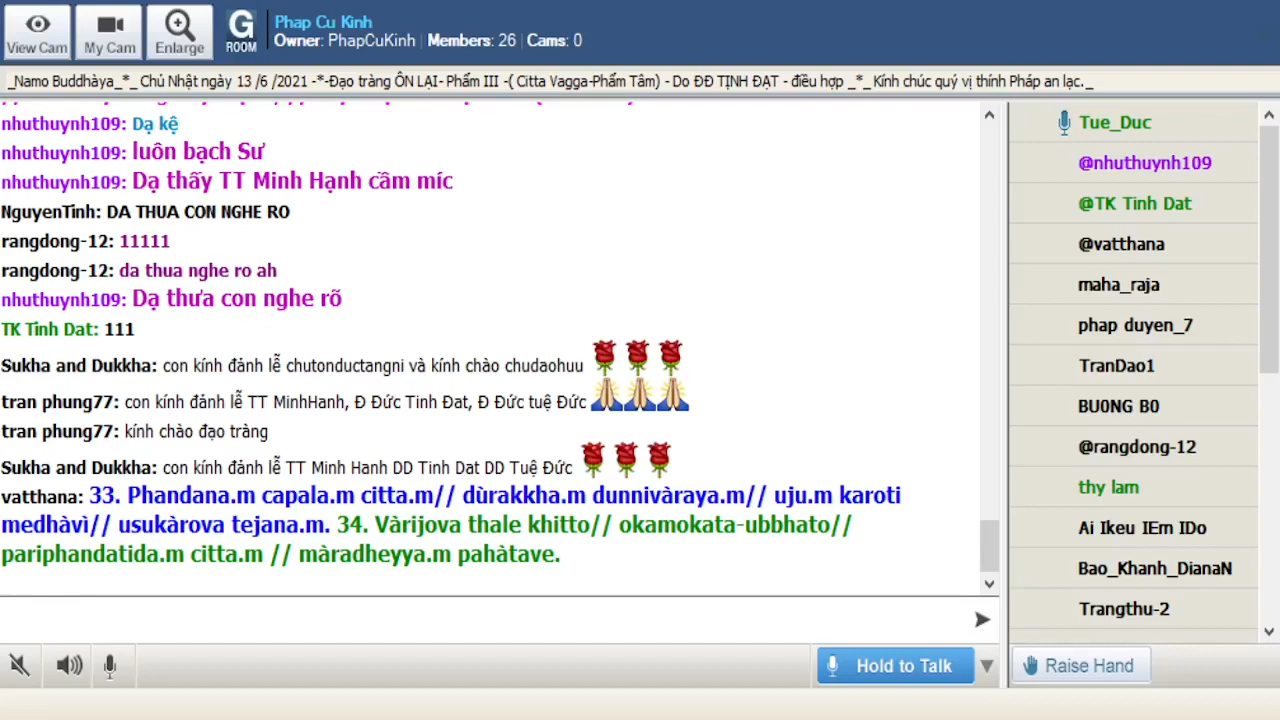 View Cam
My Cam
Enlarge
G
ROOM
Phap Cu Kinh
Owner: PhapCuKinh | Members: 26 | Cams: 0
_Namo Buddhàya_*_ Chủ Nhật ngày 13 /6 /2021 -*-Đạo tràng ÔN LẠI- Phẩm III -( Citta Vagga-Phẩm Tâm) - Do ĐĐ TỊNH ĐẠT - điều hợp _*_Kính chúc quý vị thính Pháp an lạc._
nhuthuynh109: Dạ kệ
nhuthuynh109: luôn bạch Sư
nhuthuynh109: Dạ thấy TT Minh Hạnh cầm míc
NguyenTinh: DA THUA CON NGHE RO
rangdong-12: 11111
rangdong-12: da thua nghe ro ah
nhuthuynh109: Dạ thưa con nghe rõ
TK Tinh Dat: 111
Sukha and Dukkha: con kính đảnh lễ chutonductangni và kính chào chudaohuu
tran phung77: con kính đảnh lễ TT MinhHanh, Đ Đức Tinh Đat, Đ Đức tuệ Đức
tran phung77: kính chào đạo tràng
Sukha and Dukkha: con kính đảnh lễ TT Minh Hanh DD Tinh Dat DD Tuệ Đức
vatthana: 33. Phandana.m capala.m citta.m// dùrakkha.m dunnivàraya.m// uju.m karoti
medhàvì// usukàrova tejana.m. 34. Vàrijova thale khitto// okamokata-ubbhato//
pariphandatida.m citta.m // màradheyya.m pahàtave.
Hold to Talk
Tue_Duc
@nhuthuynh109
@TK Tinh Dat
@vatthana
maha_raja
phap duyen_7
TranDao1
BU0NG B0
@rangdong-12
thy lam
Ai Ikeu IEm IDo
Bao_Khanh_DianaN
Trangthu-2
Raise Hand